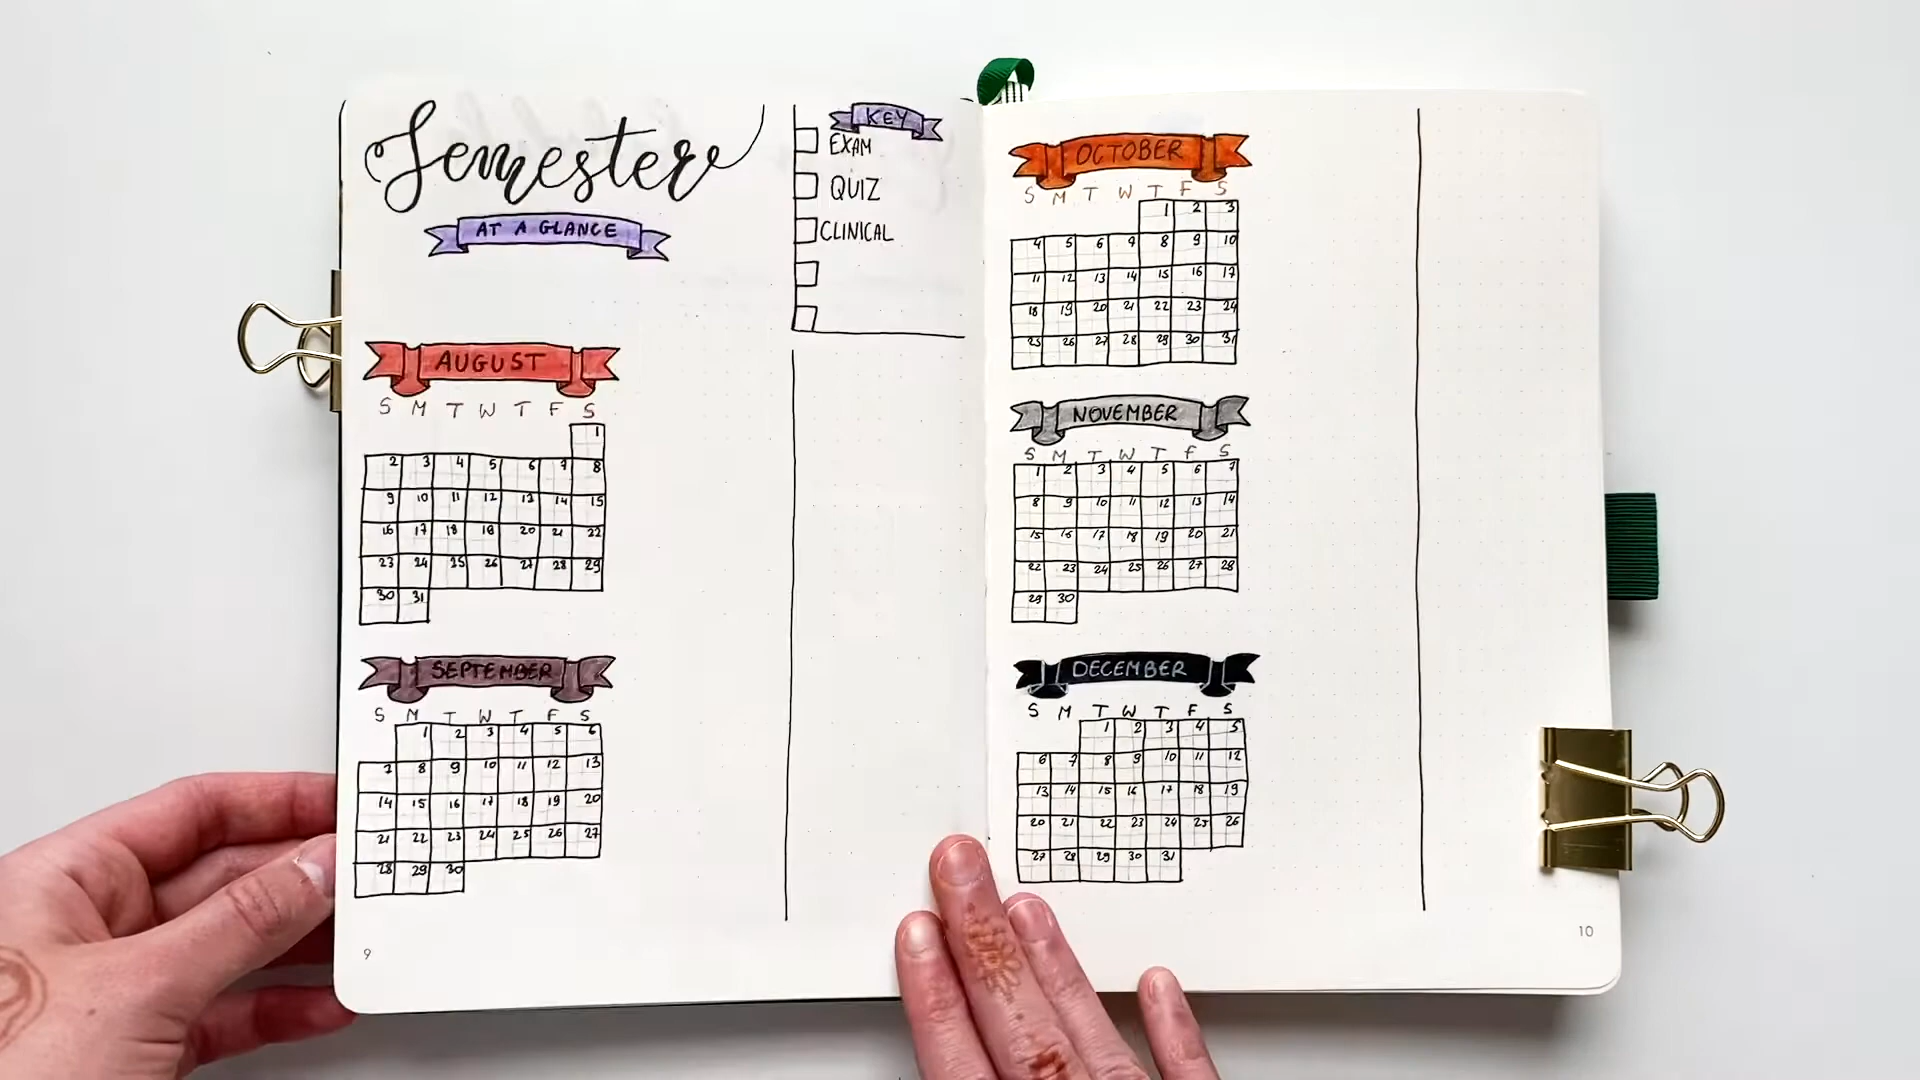 Semester
AT A GLANCE
KEY
EXAM
QUIZ
CLINICAL
AUGUST
S M T W T F S
1
2 3 4 5 6 7 8
9 10 11 12 13 14 15
16 17 18 19 20 21 22
23 24 25 26 27 28 29
30 31
SEPTEMBER
S M T W T F S
1 2 3 4 5 6
7 8 9 10 11 12 13
14 15 16 17 18 19 20
21 22 23 24 25 26 27
28 29 30
9
OCTOBER
S M T W T F S
1 2 3
4 5 6 7 8 9 10
11 12 13 14 15 16 17
18 19 20 21 22 23 24
25 26 27 28 29 30 31
NOVEMBER
S M T W T F S
1 2 3 4 5 6 7
8 9 10 11 12 13 14
15 16 17 18 19 20 21
22 23 24 25 26 27 28
29 30
DECEMBER
S M T W T F S
1 2 3 4 5
6 7 8 9 10 11 12
13 14 15 16 17 18 19
20 21 22 23 24 25 26
27 28 29 30 31
10